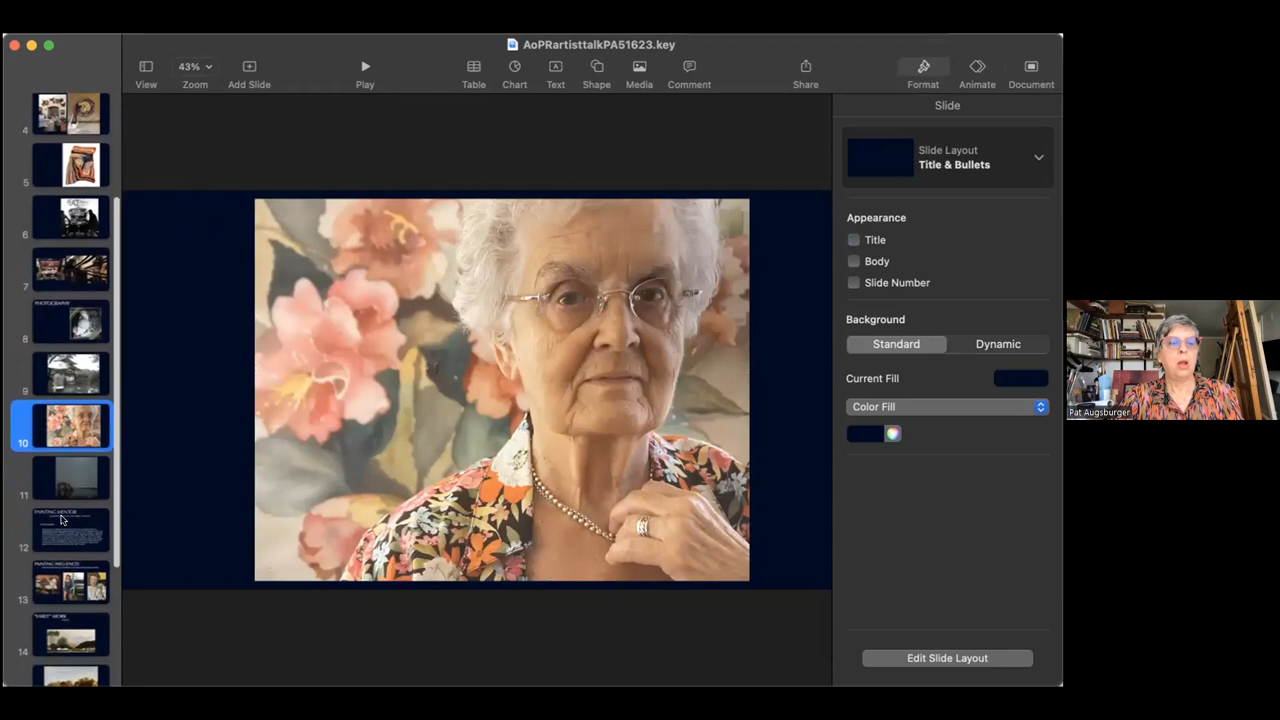 AoPRartisttalkPA51623.key
43%
View
Zoom
Add Slide
Play
Table
Chart
Text
Shape
Media
Comment
Share
Format
Animate
Document
Slide
Slide Layout
Title & Bullets
Appearance
Title
Body
Slide Number
Background
Standard
Dynamic
Current Fill
Color Fill
Edit Slide Layout
4
5
6
7
PHOTOGRAPHY
8
9
10
11
PAINTING MENTOR
12
PAINTING INFLUENCES
13
"EARLY" WORK
14
Pat Augsburger